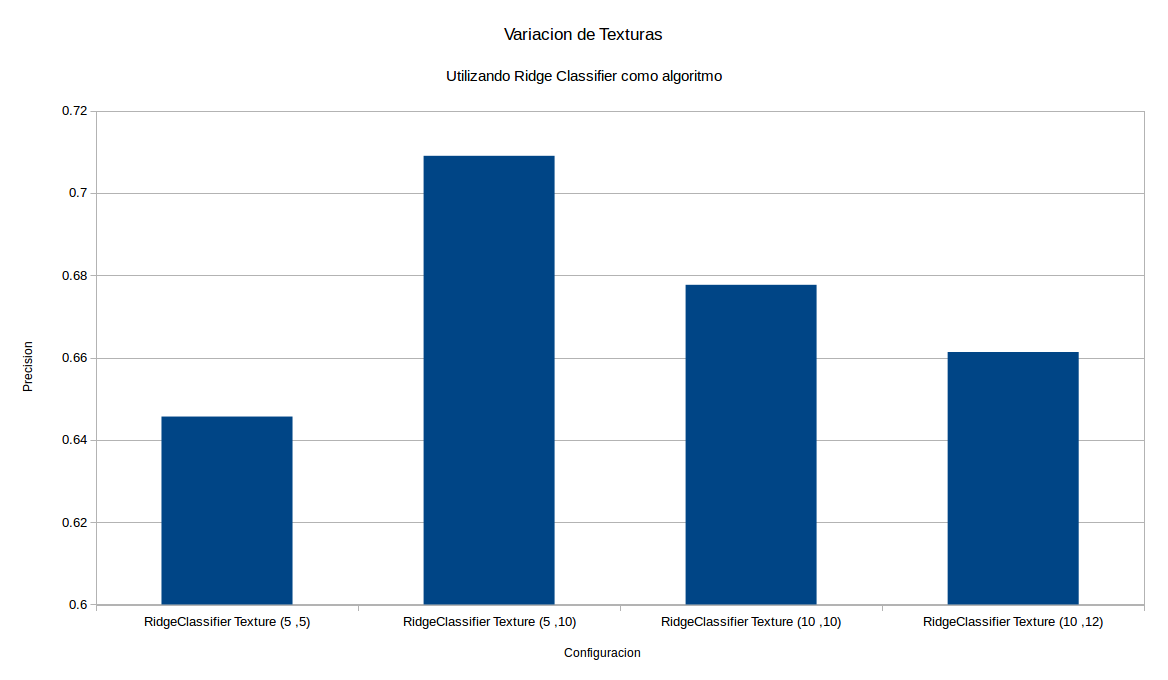 Variacion de Texturas
Utilizando Ridge Classifier como algoritmo
0.72
0.7
0.68
0.66
0.64
0.62
0.6
Precision
RidgeClassifier Texture (5 ,5)
RidgeClassifier Texture (5 ,10)
RidgeClassifier Texture (10 ,10)
RidgeClassifier Texture (10 ,12)
Configuracion